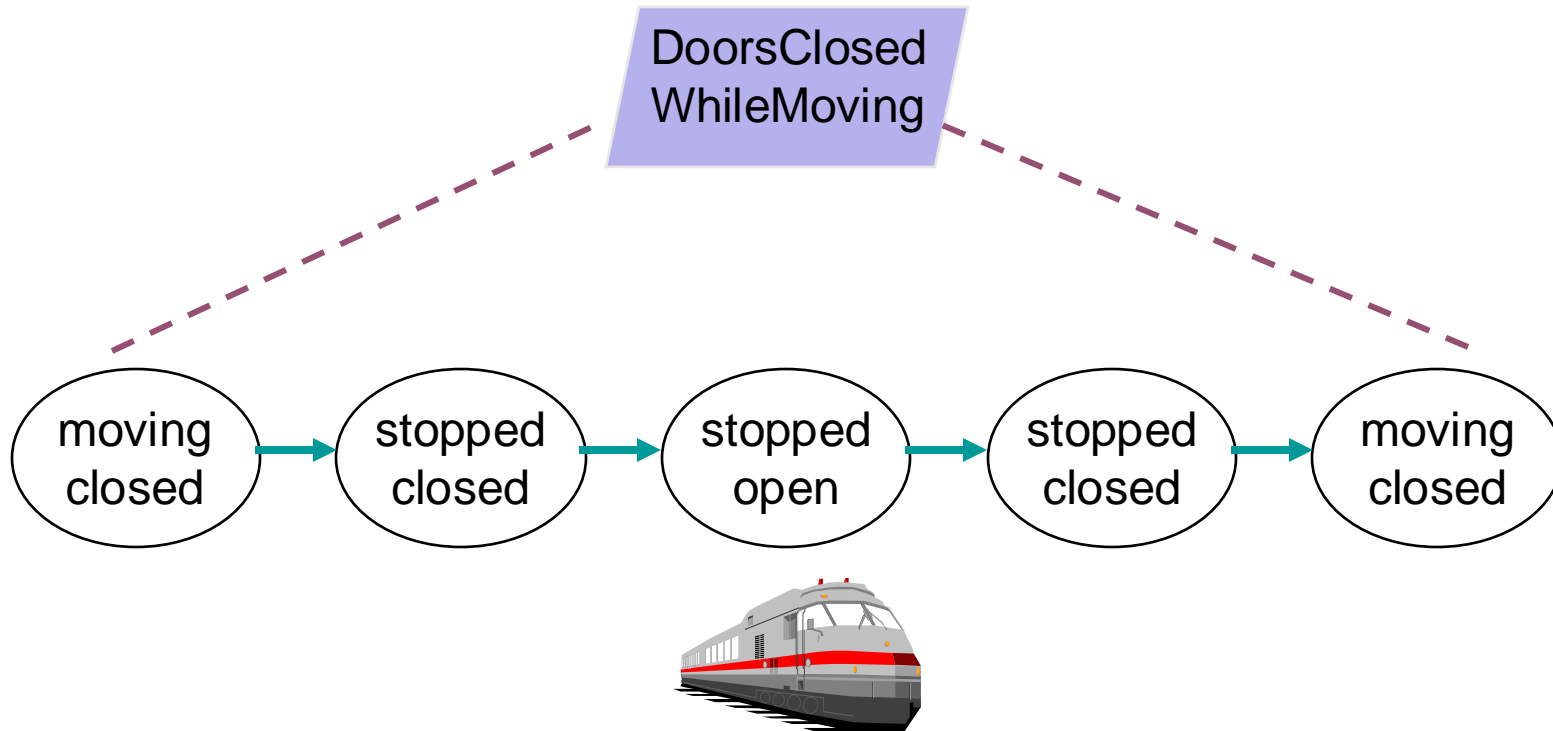 DoorsClosed
WhileMoving
moving
closed
stopped
closed
stopped
open
stopped
closed
moving
closed